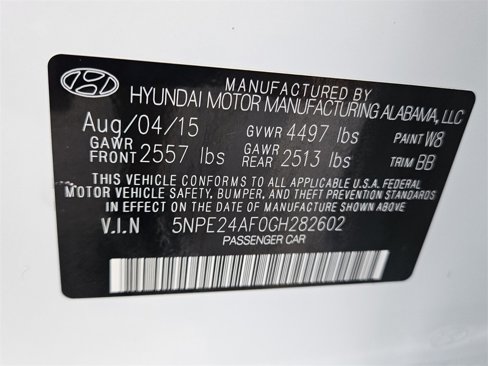 MANUFACTURED BY
HYUNDAI MOTOR MANUFACTURING ALABAMA, LLC
Aug/04/15 GVWR 4497 lbs PAINT W8
GAWR FRONT 2557 lbs GAWR REAR 2513 lbs TRIM BB
THIS VEHICLE CONFORMS TO ALL APPLICABLE U.S.A. FEDERAL
MOTOR VEHICLE SAFETY, BUMPER, AND THEFT PREVENTION STANDARDS
IN EFFECT ON THE DATE OF MANUFACTURE SHOWN ABOVE.
V.I.N 5NPE24AF0GH282602
PASSENGER CAR